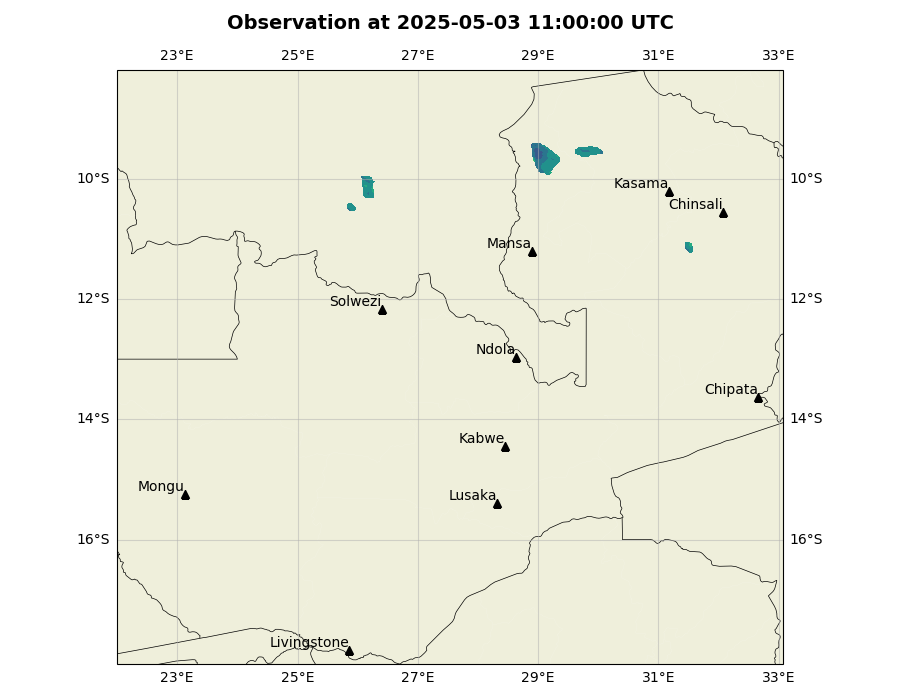 Observation at 2025-05-03 11:00:00 UTC
23°E 25°E 27°E 29°E 31°E 33°E
10°S 10°S
Kasama
Chinsali
Mansa
12°S 12°S
Solwezi
Ndola
Chipata
14°S 14°S
Kabwe
Mongu
Lusaka
16°S 16°S
Livingstone
23°E 25°E 27°E 29°E 31°E 33°E